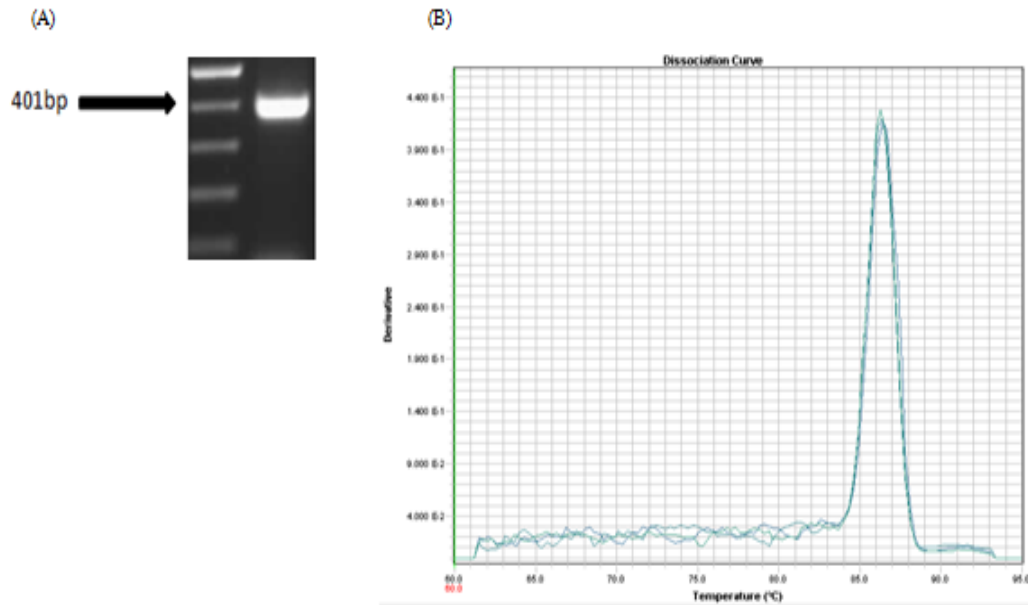 (A)
(B)
401bp
Dissociation Curve
4.400 E-1
3.900 E-1
3.400 E-1
2.900 E-1
2.400 E-1
1.900 E-1
1.400 E-1
9.000 E-2
4.000 E-2
Derivative
60.0 65.0 70.0 75.0 80.0 85.0 90.0 95.0
60.0
Temperature (°C)